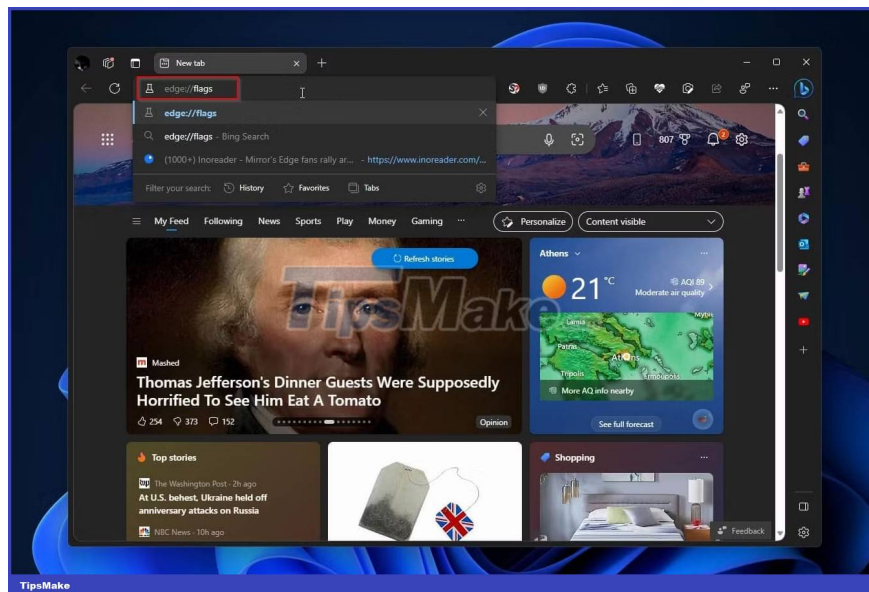 New tab
edge://flags
edge://flags
edge://flags - Bing Search
(1000+) Inoreader - Mirror's Edge fans rally ar... - https://www.inoreader.com/...
Filter your search: History Favorites Tabs
807
2
My Feed Following News Sports Play Money Gaming ... Personalize Content visible
Refresh stories
TipsMake
Mashed
Thomas Jefferson's Dinner Guests Were Supposedly
Horrified To See Him Eat A Tomato
254 373 152
Opinion
Athens
21°C
AQI 89
Moderate air quality
Lamia
Patras
Athens
Tripolis
Ermoupolis
More AQI info nearby
See full forecast
Top stories
The Washington Post · 2h ago
At U.S. behest, Ukraine held off
anniversary attacks on Russia
NBC News · 10h ago
Shopping
Feedback
TipsMake